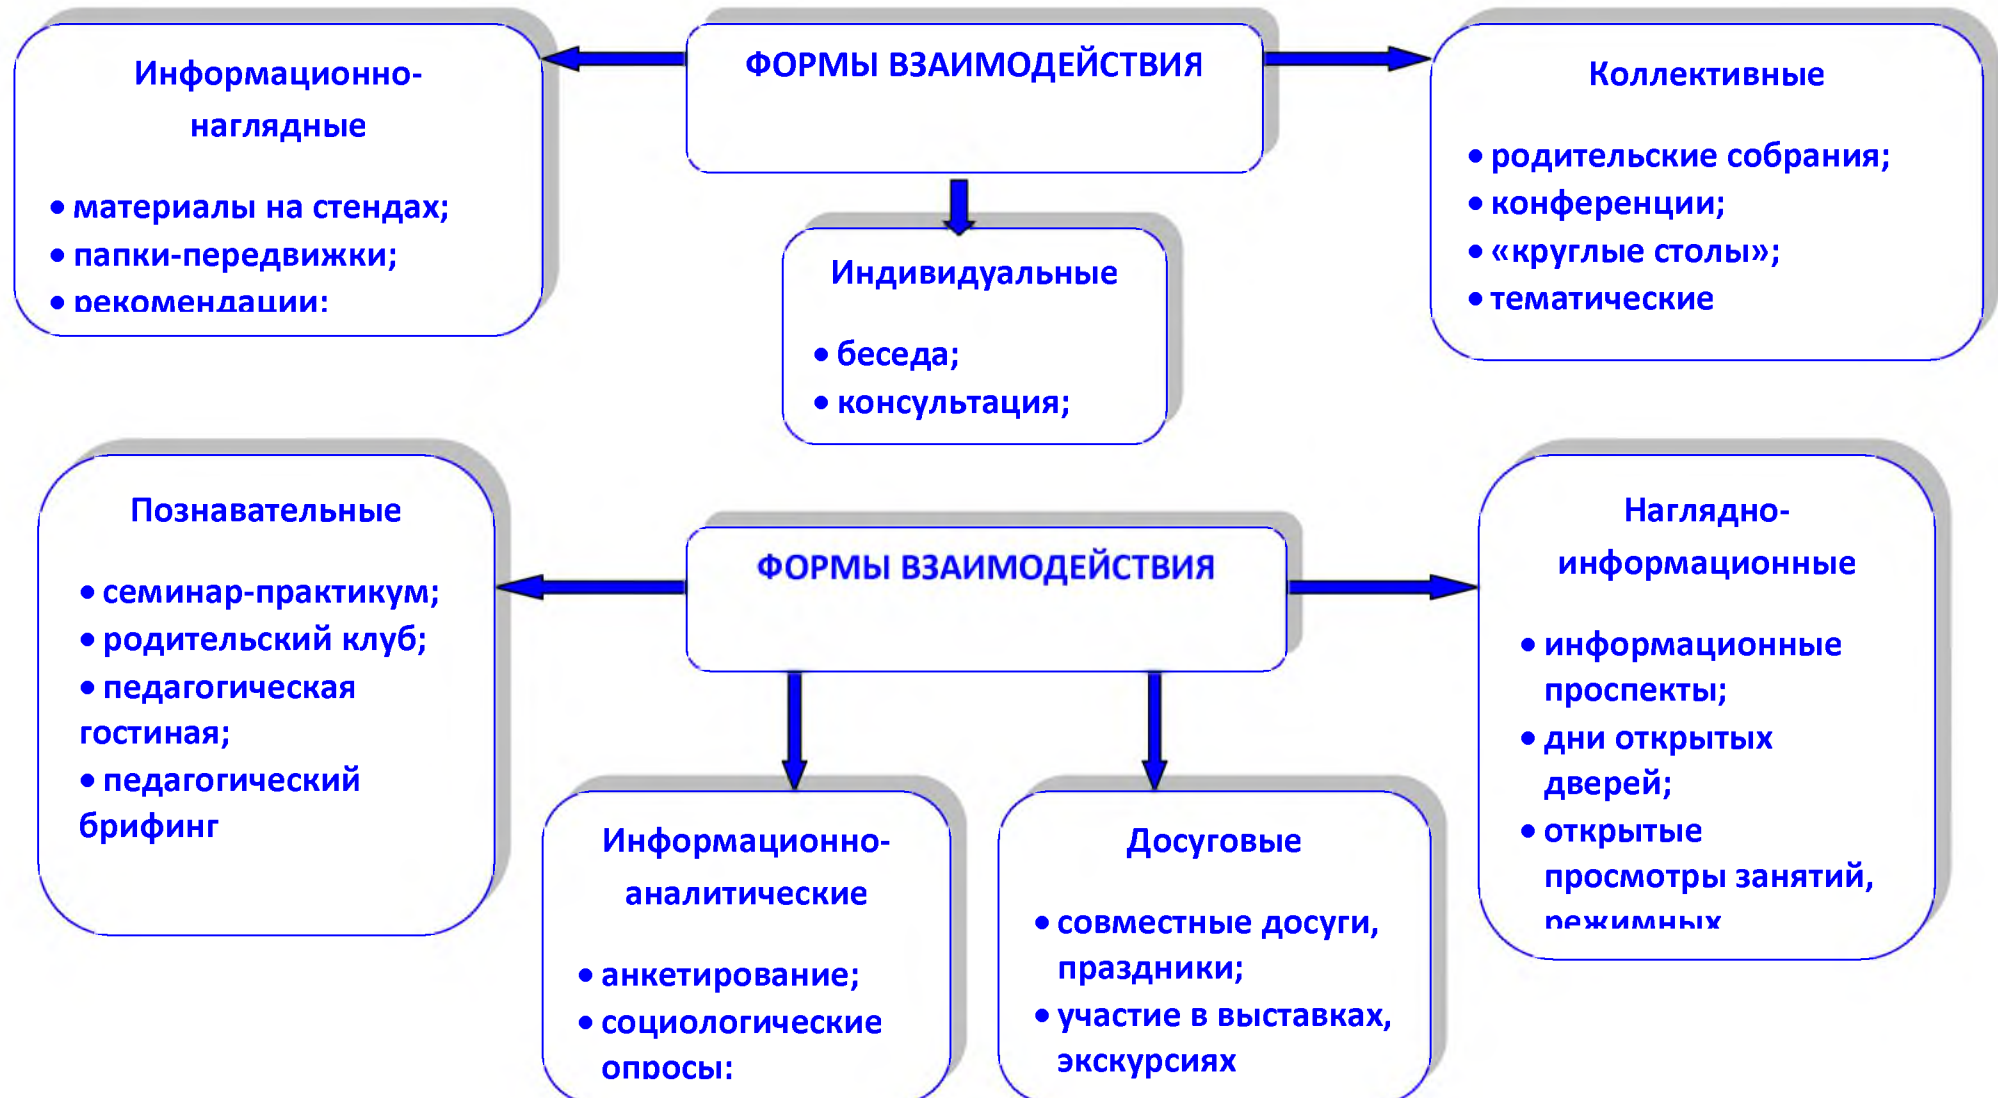 ФОРМЫ ВЗАИМОДЕЙСТВИЯ
Информационно-
наглядные
• материалы на стендах;
• папки-передвижки;
• рекомендации;
Индивидуальные
• беседа;
• консультация;
Коллективные
• родительские собрания;
• конференции;
• «круглые столы»;
• тематические
ФОРМЫ ВЗАИМОДЕЙСТВИЯ
Познавательные
• семинар-практикум;
• родительский клуб;
• педагогическая
гостиная;
• педагогический
брифинг
Информационно-
аналитические
• анкетирование;
• социологические
опросы;
Досуговые
• совместные досуги,
праздники;
• участие в выставках,
экскурсиях
Наглядно-
информационные
• информационные
проспекты;
• дни открытых
дверей;
• открытые
просмотры занятий,
режимных